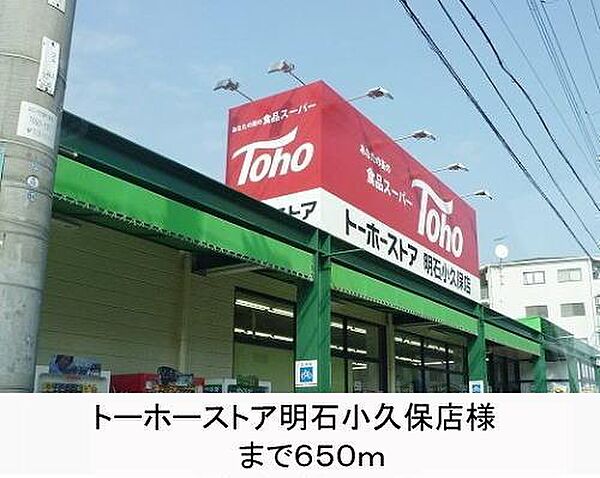 あなたの街の食品スーパー
Toho
ストア
あなたの街の
食品スーパー
Toho
トーホーストア 明石小久保店
トーホーストア明石小久保店様
まで650m